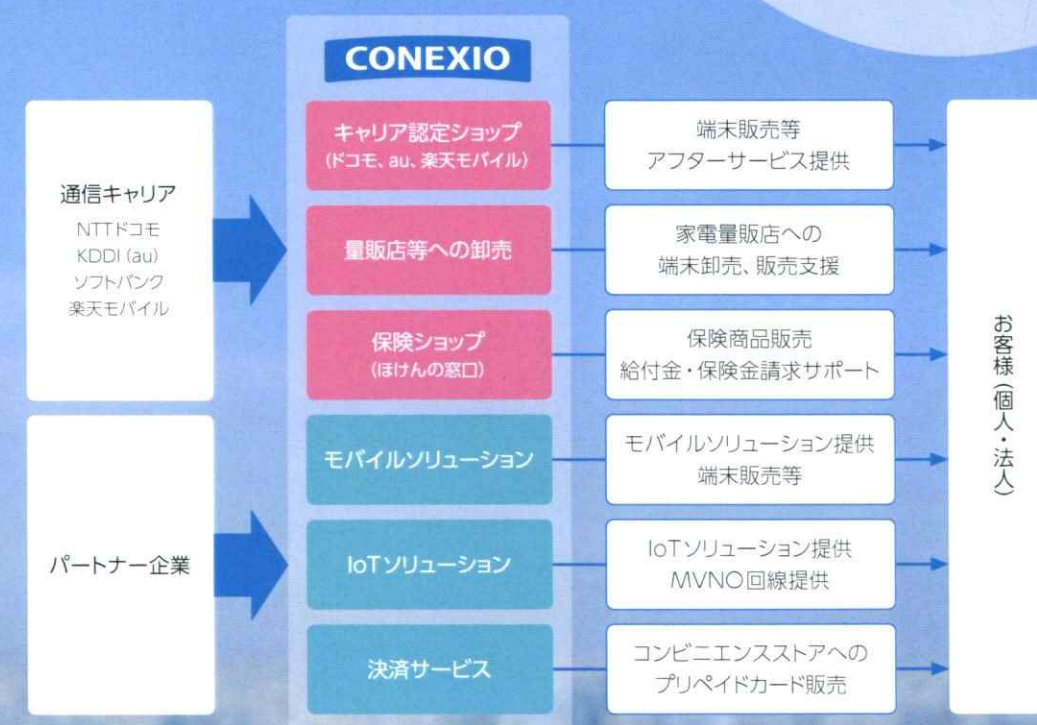 CONEXIO
通信キャリア
NTTドコモ
KDDI (au)
ソフトバンク
楽天モバイル
パートナー企業
キャリア認定ショップ
(ドコモ、au、楽天モバイル)
端末販売等
アフターサービス提供
量販店等への卸売
家電量販店への
端末卸売、販売支援
保険ショップ
(ほけんの窓口)
保険商品販売
給付金・保険金請求サポート
モバイルソリューション
モバイルソリューション提供
端末販売等
IoTソリューション
IoTソリューション提供
MVNO回線提供
決済サービス
コンビニエンスストアへの
プリペイドカード販売
お客様(個人・法人)